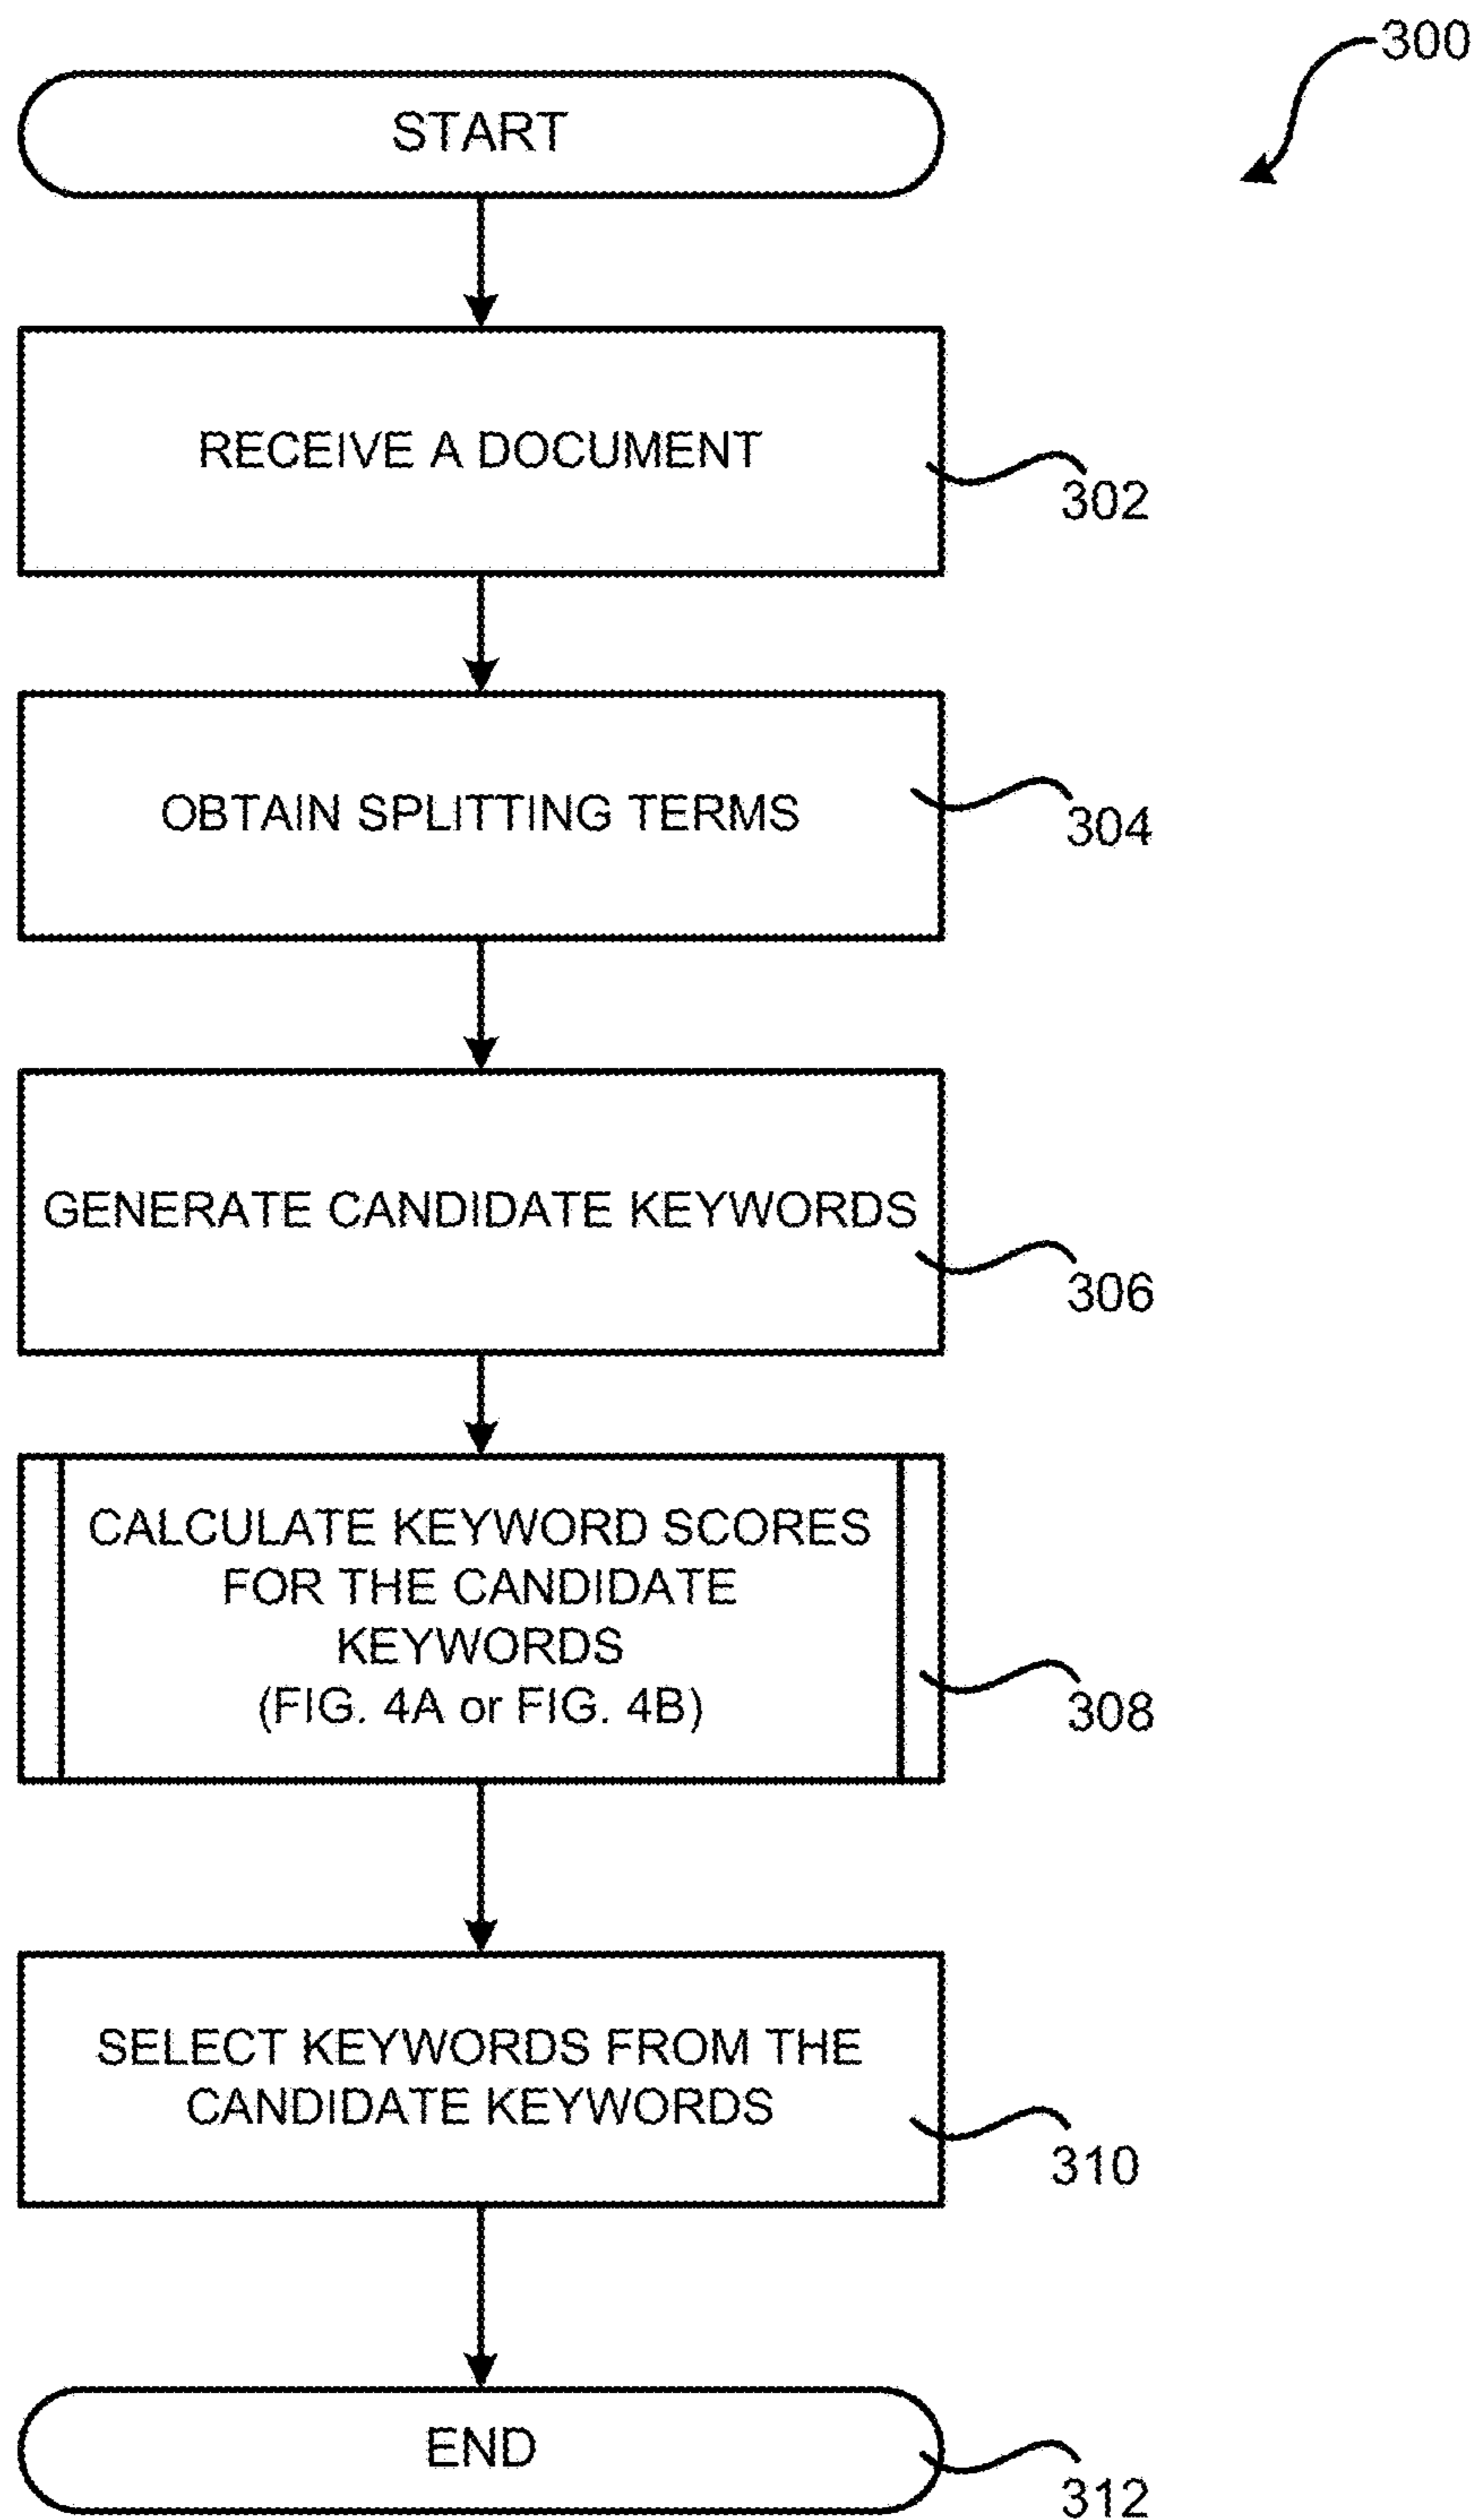 300
START
RECEIVE A DOCUMENT
302
OBTAIN SPLITTING TERMS
304
GENERATE CANDIDATE KEYWORDS
306
CALCULATE KEYWORD SCORES
FOR THE CANDIDATE
KEYWORDS
(FIG. 4A or FIG. 4B)
308
SELECT KEYWORDS FROM THE
CANDIDATE KEYWORDS
310
END
312